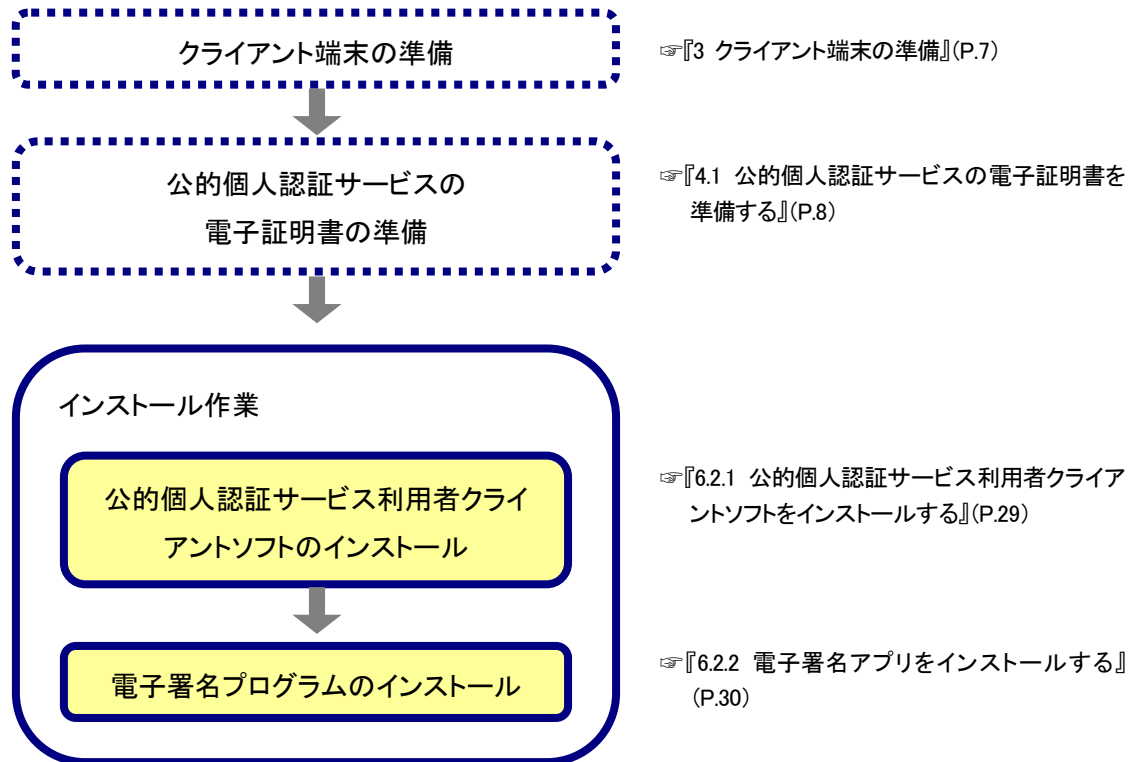 クライアント端末の準備
☞『3 クライアント端末の準備』(P.7)
公的個人認証サービスの
電子証明書の準備
☞『4.1 公的個人認証サービスの電子証明書を
準備する』(P.8)
インストール作業
公的個人認証サービス利用者クライ
アントソフトのインストール
☞『6.2.1 公的個人認証サービス利用者クライア
ントソフトをインストールする』(P.29)
電子署名プログラムのインストール
☞『6.2.2 電子署名アプリをインストールする』
(P.30)